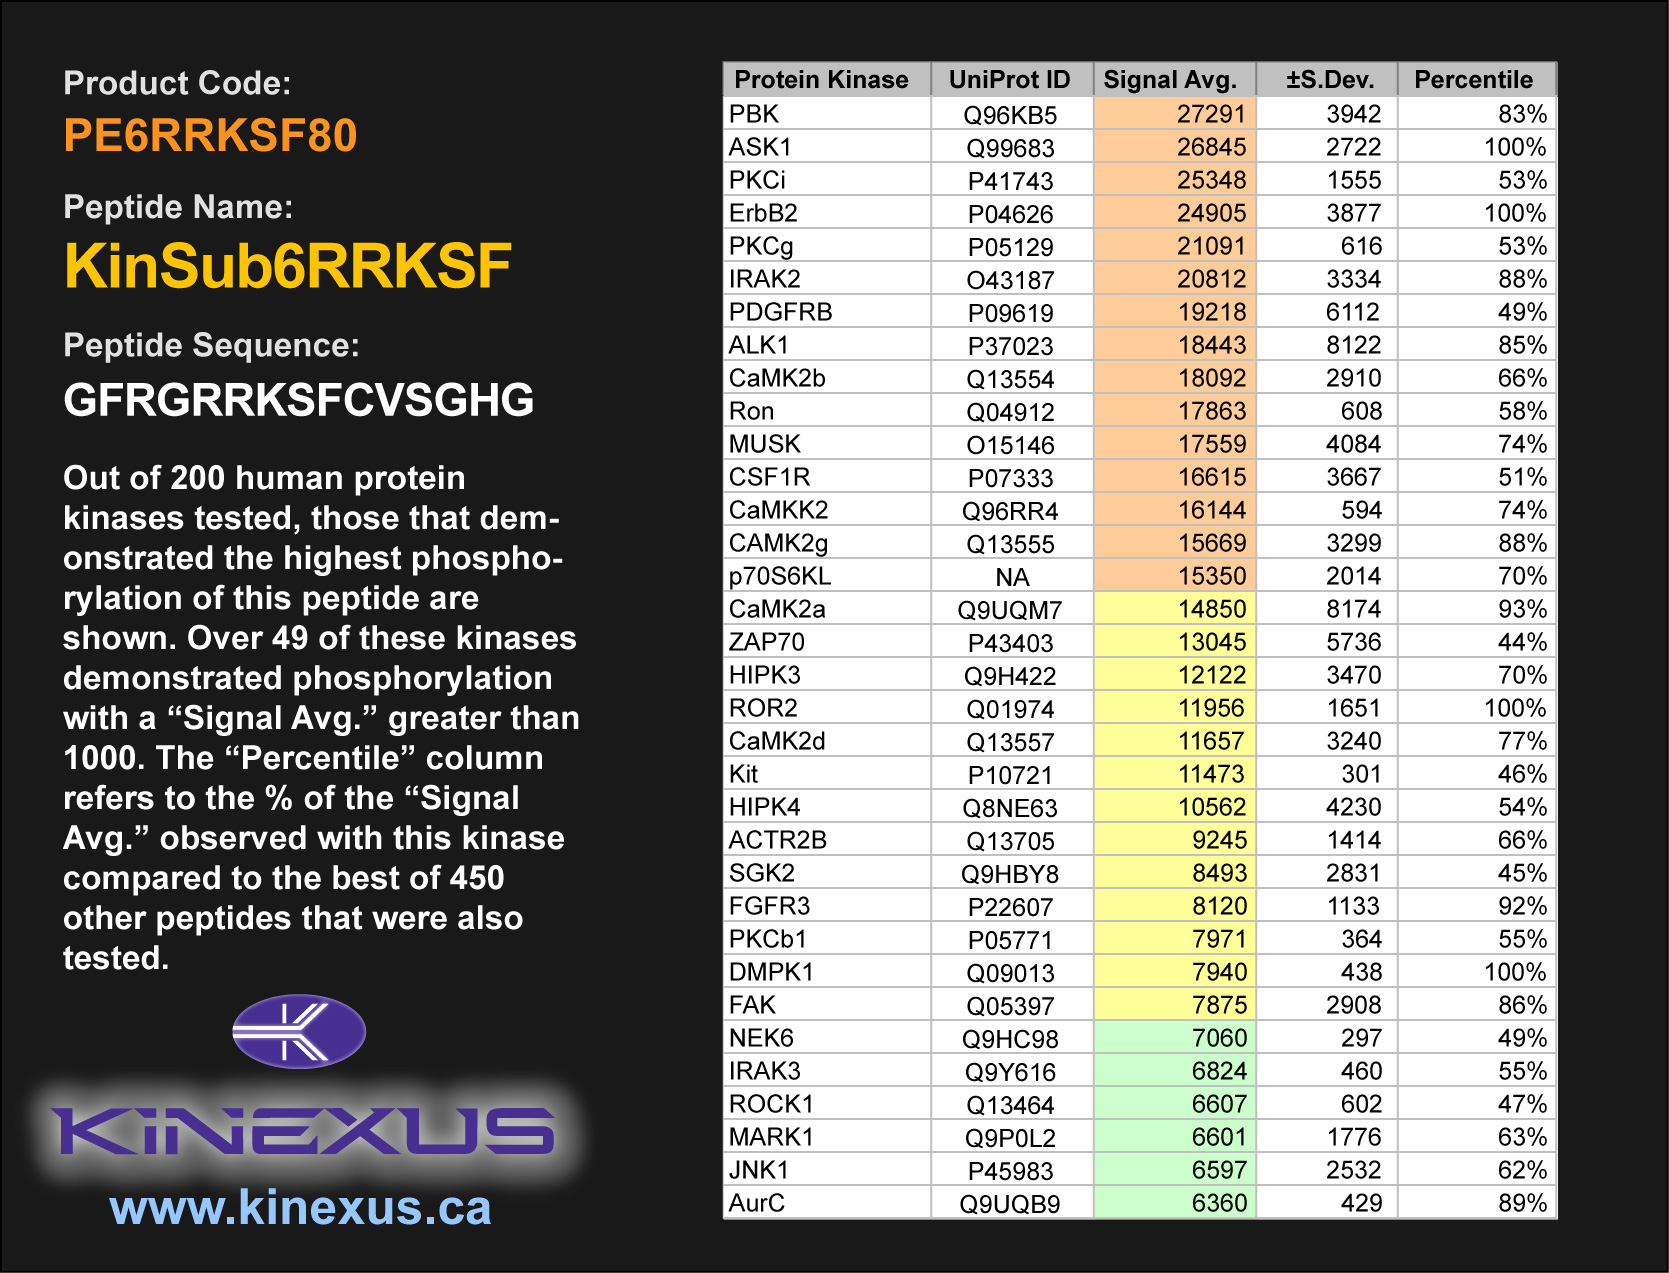 Product Code:
PE6RRKSF80
Peptide Name:
KinSub6RRKSF
Peptide Sequence:
GFRGRRKSFCVSGHG
Out of 200 human protein
kinases tested, those that dem-
onstrated the highest phospho-
rylation of this peptide are
shown. Over 49 of these kinases
demonstrated phosphorylation
with a “Signal Avg.” greater than
1000. The “Percentile” column
refers to the % of the “Signal
Avg.” observed with this kinase
compared to the best of 450
other peptides that were also
tested.
KINEXUS
www.kinexus.ca
Protein Kinase UniProt ID Signal Avg. ±S.Dev. Percentile
PBK Q96KB5 27291 3942 83%
ASK1 Q99683 26845 2722 100%
PKCi P41743 25348 1555 53%
ErbB2 P04626 24905 3877 100%
PKCg P05129 21091 616 53%
IRAK2 O43187 20812 3334 88%
PDGFRB P09619 19218 6112 49%
ALK1 P37023 18443 8122 85%
CaMK2b Q13554 18092 2910 66%
Ron Q04912 17863 608 58%
MUSK O15146 17559 4084 74%
CSF1R P07333 16615 3667 51%
CaMKK2 Q96RR4 16144 594 74%
CAMK2g Q13555 15669 3299 88%
p70S6KL NA 15350 2014 70%
CaMK2a Q9UQM7 14850 8174 93%
ZAP70 P43403 13045 5736 44%
HIPK3 Q9H422 12122 3470 70%
ROR2 Q01974 11956 1651 100%
CaMK2d Q13557 11657 3240 77%
Kit P10721 11473 301 46%
HIPK4 Q8NE63 10562 4230 54%
ACTR2B Q13705 9245 1414 66%
SGK2 Q9HBY8 8493 2831 45%
FGFR3 P22607 8120 1133 92%
PKCb1 P05771 7971 364 55%
DMPK1 Q09013 7940 438 100%
FAK Q05397 7875 2908 86%
NEK6 Q9HC98 7060 297 49%
IRAK3 Q9Y616 6824 460 55%
ROCK1 Q13464 6607 602 47%
MARK1 Q9P0L2 6601 1776 63%
JNK1 P45983 6597 2532 62%
AurC Q9UQB9 6360 429 89%